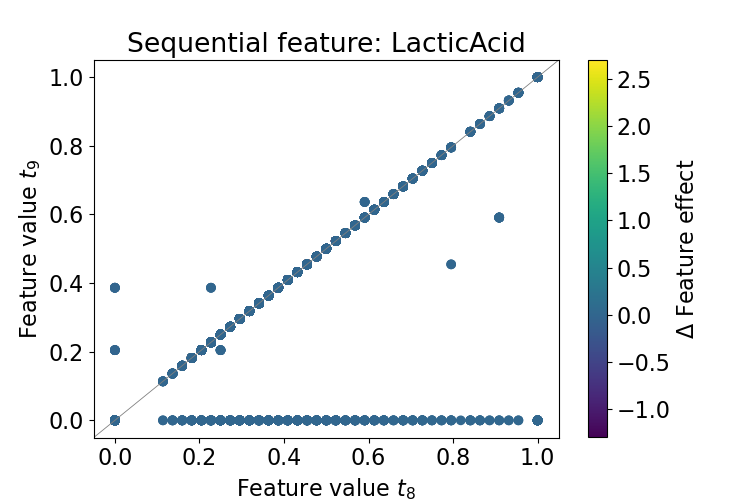 Sequential feature: LacticAcid
Feature value t₉
1.0
0.8
0.6
0.4
0.2
0.0
0.0 0.2 0.4 0.6 0.8 1.0
Feature value t₈
2.5
2.0
1.5
1.0
0.5
0.0
−0.5
−1.0
Δ Feature effect